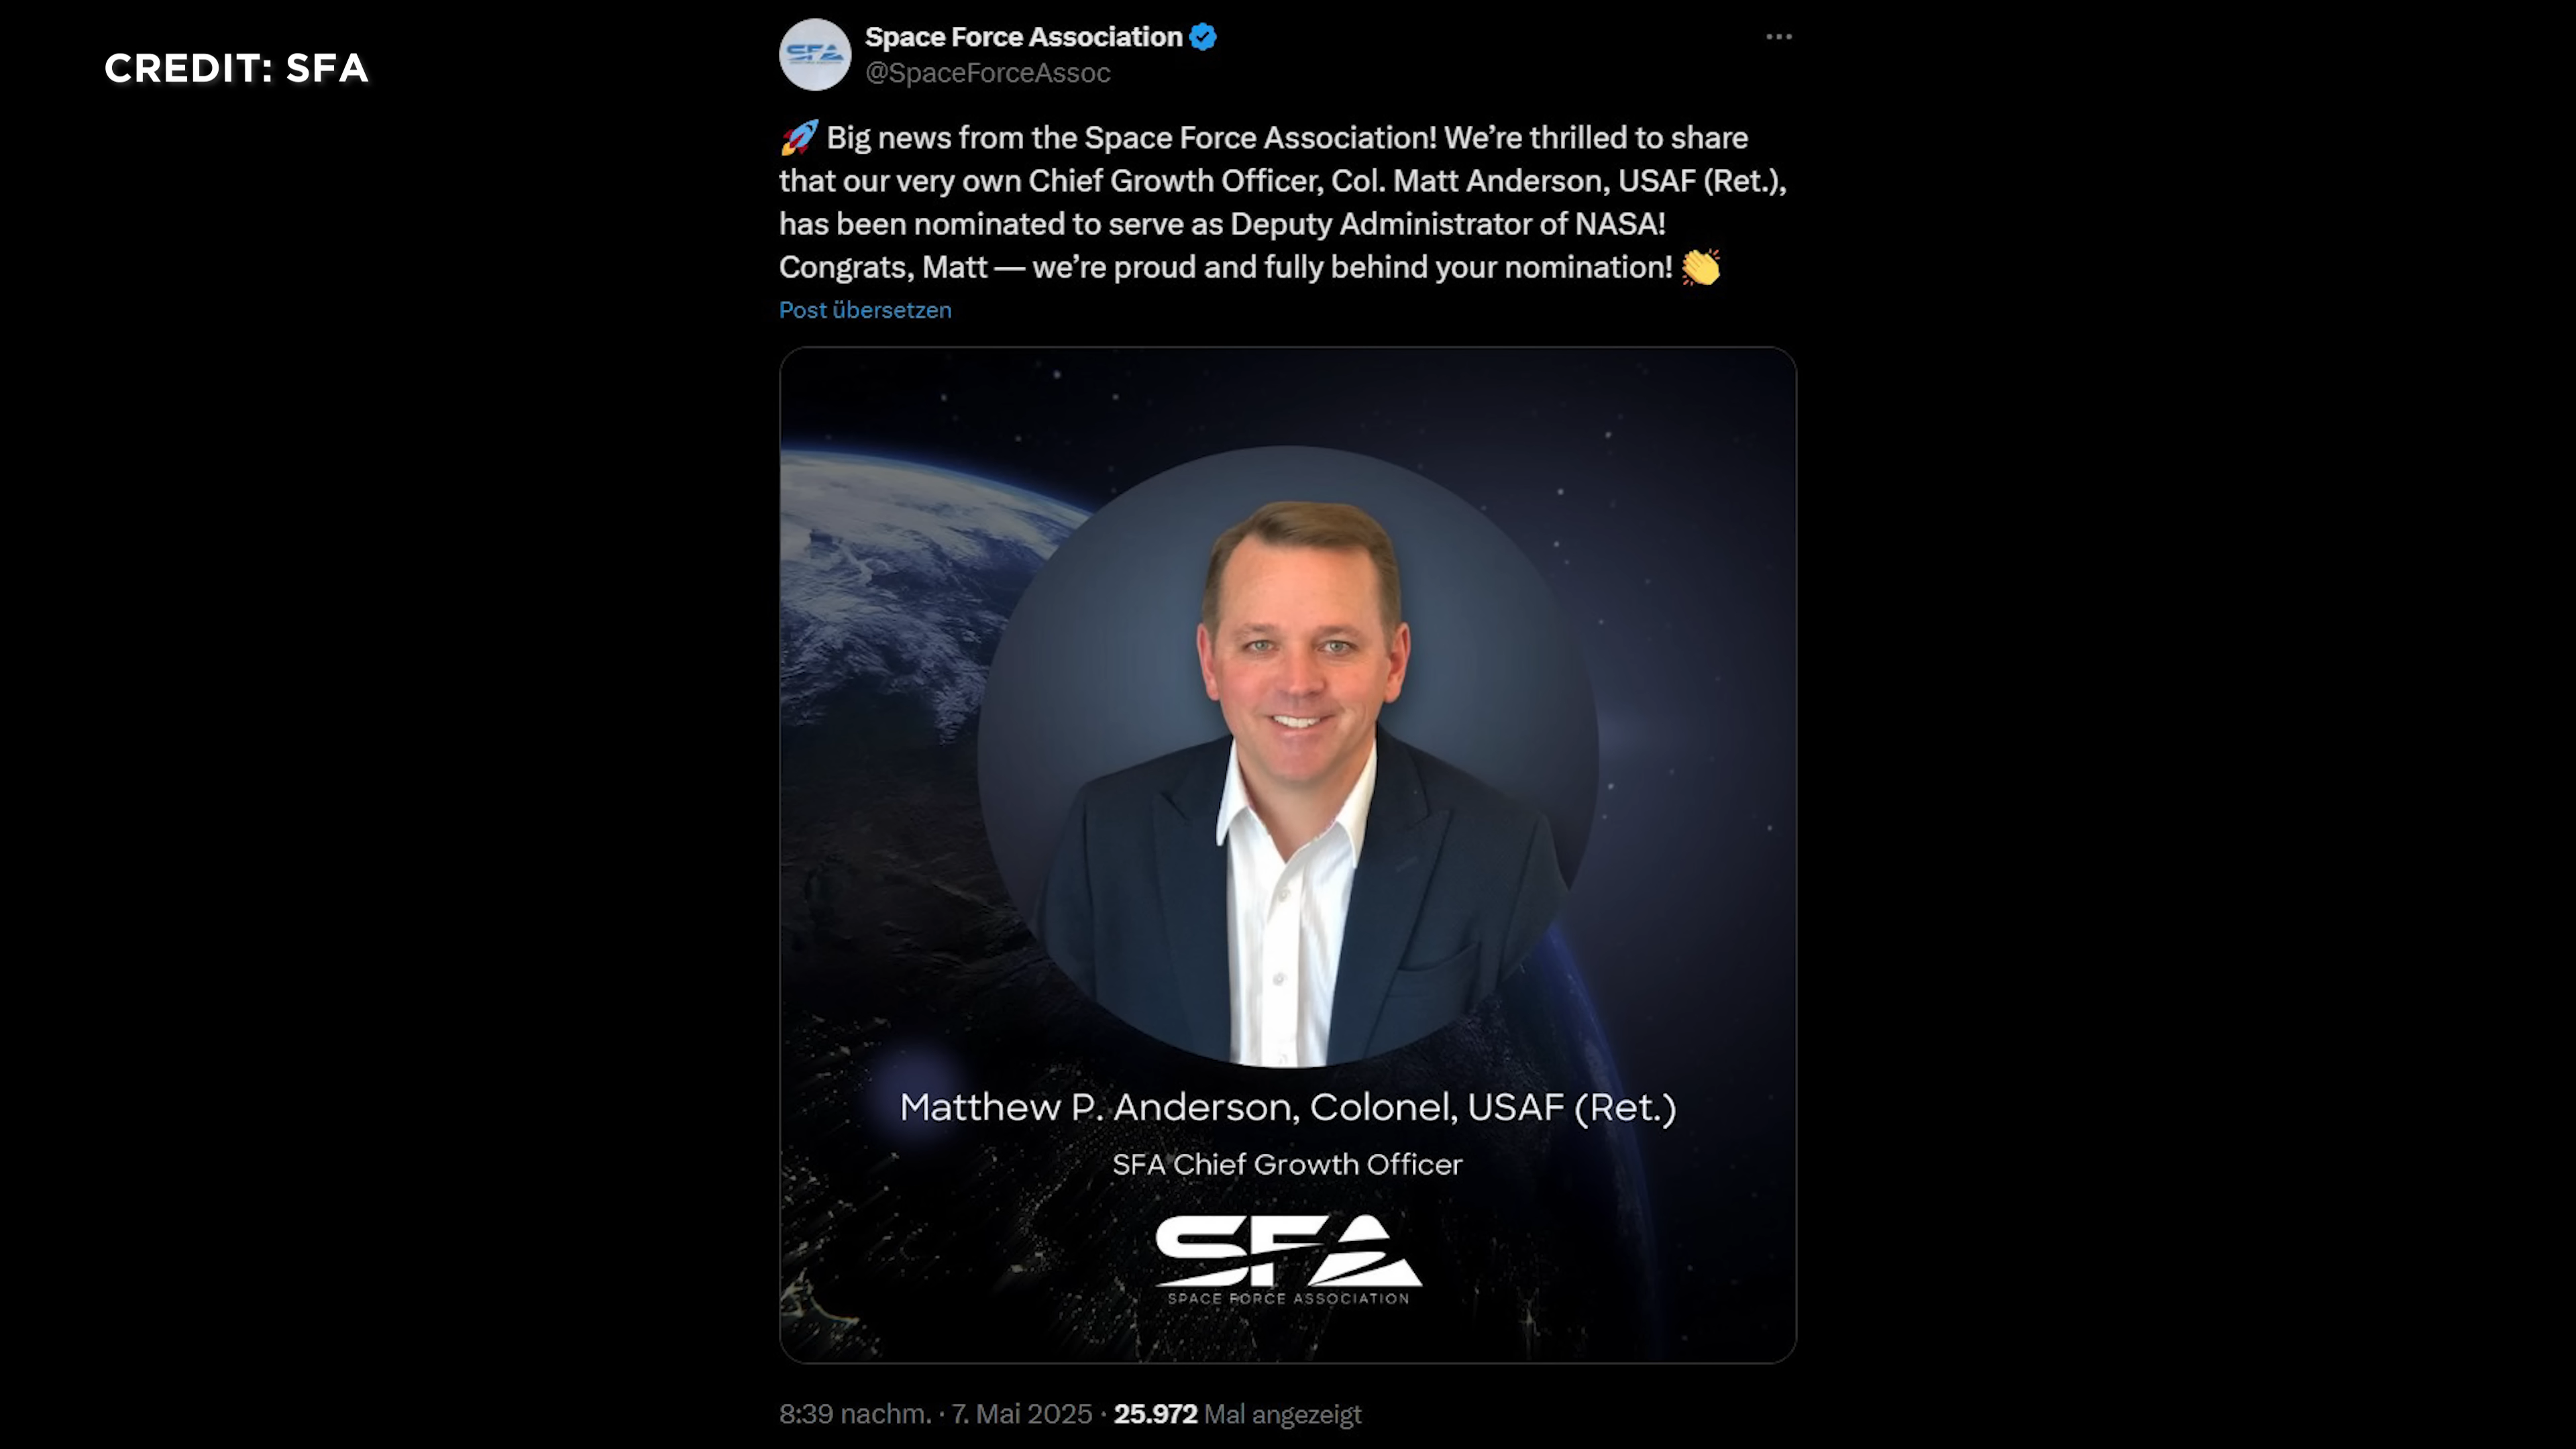 CREDIT: SFA
SFA
Space Force Association
@SpaceForceAssoc
🚀 Big news from the Space Force Association! We’re thrilled to share
that our very own Chief Growth Officer, Col. Matt Anderson, USAF (Ret.),
has been nominated to serve as Deputy Administrator of NASA!
Congrats, Matt — we’re proud and fully behind your nomination! 👏
Post übersetzen
Matthew P. Anderson, Colonel, USAF (Ret.)
SFA Chief Growth Officer
SFA
SPACE FORCE ASSOCIATION
8:39 nachm. · 7. Mai 2025 · 25.972 Mal angezeigt